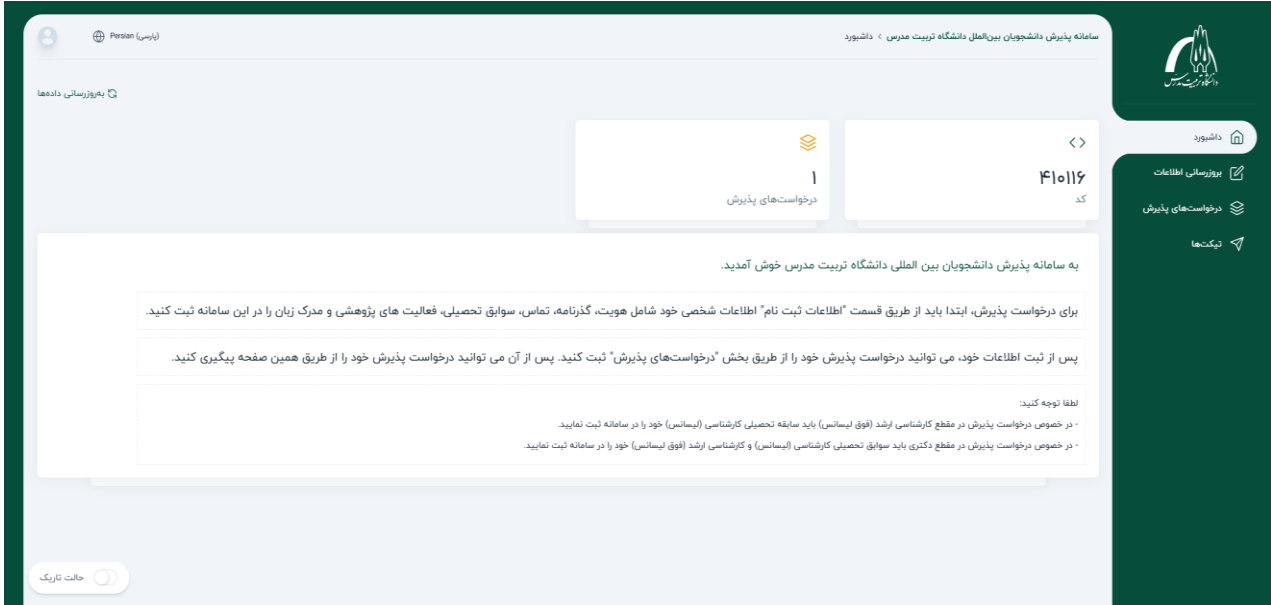 سامانه پذیرش دانشجویان بین‌الملل دانشگاه تربیت مدرس > داشبورد
Persian (پارسی)
دانشگاه تربیت مدرس
داشبورد
بروزرسانی اطلاعات
درخواست‌های پذیرش
تیکت‌ها
به‌روزرسانی داده‌ها
۴۱۰۱۱۶
کد
۱
درخواست‌های پذیرش
به سامانه پذیرش دانشجویان بین المللی دانشگاه تربیت مدرس خوش آمدید.
برای درخواست پذیرش، ابتدا باید از طریق قسمت "اطلاعات ثبت نام" اطلاعات شخصی خود شامل هویت، گذرنامه، تماس، سوابق تحصیلی، فعالیت های پژوهشی و مدرک زبان را در این سامانه ثبت کنید.
پس از ثبت اطلاعات خود، می توانید درخواست پذیرش خود را از طریق بخش "درخواست‌های پذیرش" ثبت کنید. پس از آن می توانید درخواست پذیرش خود را از طریق همین صفحه پیگیری کنید.
لطفا توجه کنید:
- در خصوص درخواست پذیرش در مقطع کارشناسی ارشد (فوق لیسانس) باید سابقه تحصیلی کارشناسی (لیسانس) خود را در سامانه ثبت نمایید.
- در خصوص درخواست پذیرش در مقطع دکتری باید سوابق تحصیلی کارشناسی (لیسانس) و کارشناسی ارشد (فوق لیسانس) خود را در سامانه ثبت نمایید.
حالت تاریک